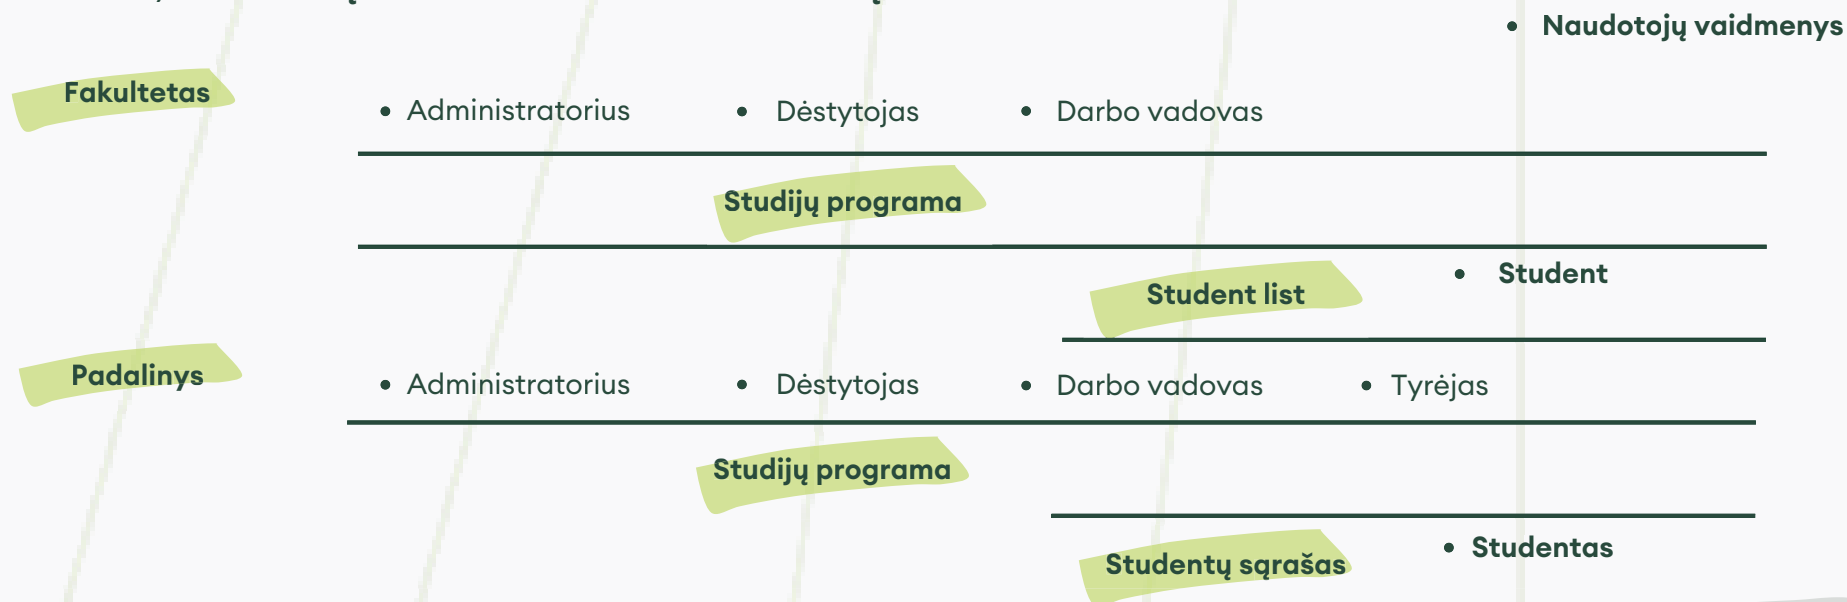 Naudotojų vaidmenys
Fakultetas
Administratorius
Dėstytojas
Darbo vadovas
Studijų programa
Student list
Student
Padalinys
Administratorius
Dėstytojas
Darbo vadovas
Tyrėjas
Studijų programa
Studentų sąrašas
Studentas